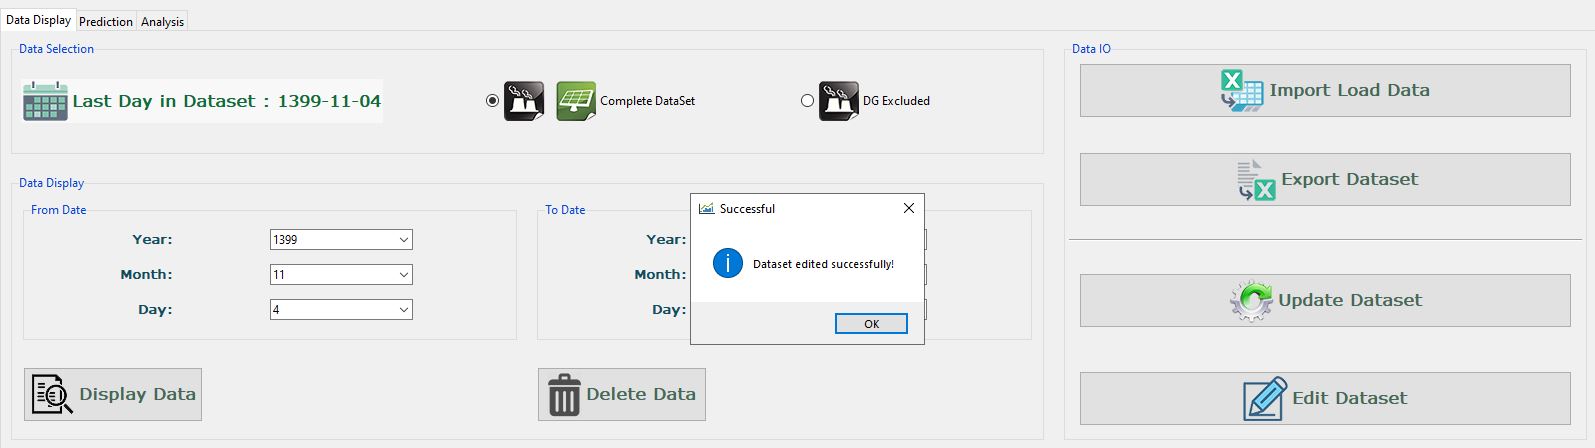 Data Display Prediction Analysis
Data Selection
Last Day in Dataset : 1399-11-04
Complete DataSet
DG Excluded
Data Display
From Date
Year: 1399
Month: 11
Day: 4
To Date
Year:
Month:
Day:
Display Data
Delete Data
Successful
Dataset edited successfully!
OK
Data IO
Import Load Data
Export Dataset
Update Dataset
Edit Dataset